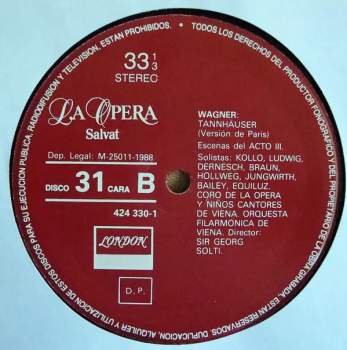 33 1/3
STEREO
LA OPERA
Salvat
Dep. Legal: M-25011-1988
DISCO 31 CARA B
424 330-1
LONDON
D.P.
WAGNER:
TANNHÄUSER
(Versión de París)
Escenas del ACTO III.
Solistas: KOLLO, LUDWIG,
DERNESCH, BRAUN,
HOLLWEG, JUNGWIRTH,
BAILEY, EQUILUZ.
CORO DE LA OPERA
Y NIÑOS CANTORES
DE VIENA. ORQUESTA
FILARMONICA DE
VIENA. Director:
SIR GEORG
SOLTI.
• TODOS LOS DERECHOS DEL PRODUCTOR FONOGRAFICO Y DEL PROPIETARIO DE LA OBRA GRABADA, ESTAN RESERVADOS. DUPLICACION, ALQUILER Y UTILIZACION DE ESTOS DISCOS PARA SU EJECUCION PUBLICA, RADIODIFUSION Y TELEVISION, ESTAN PROHIBIDOS.